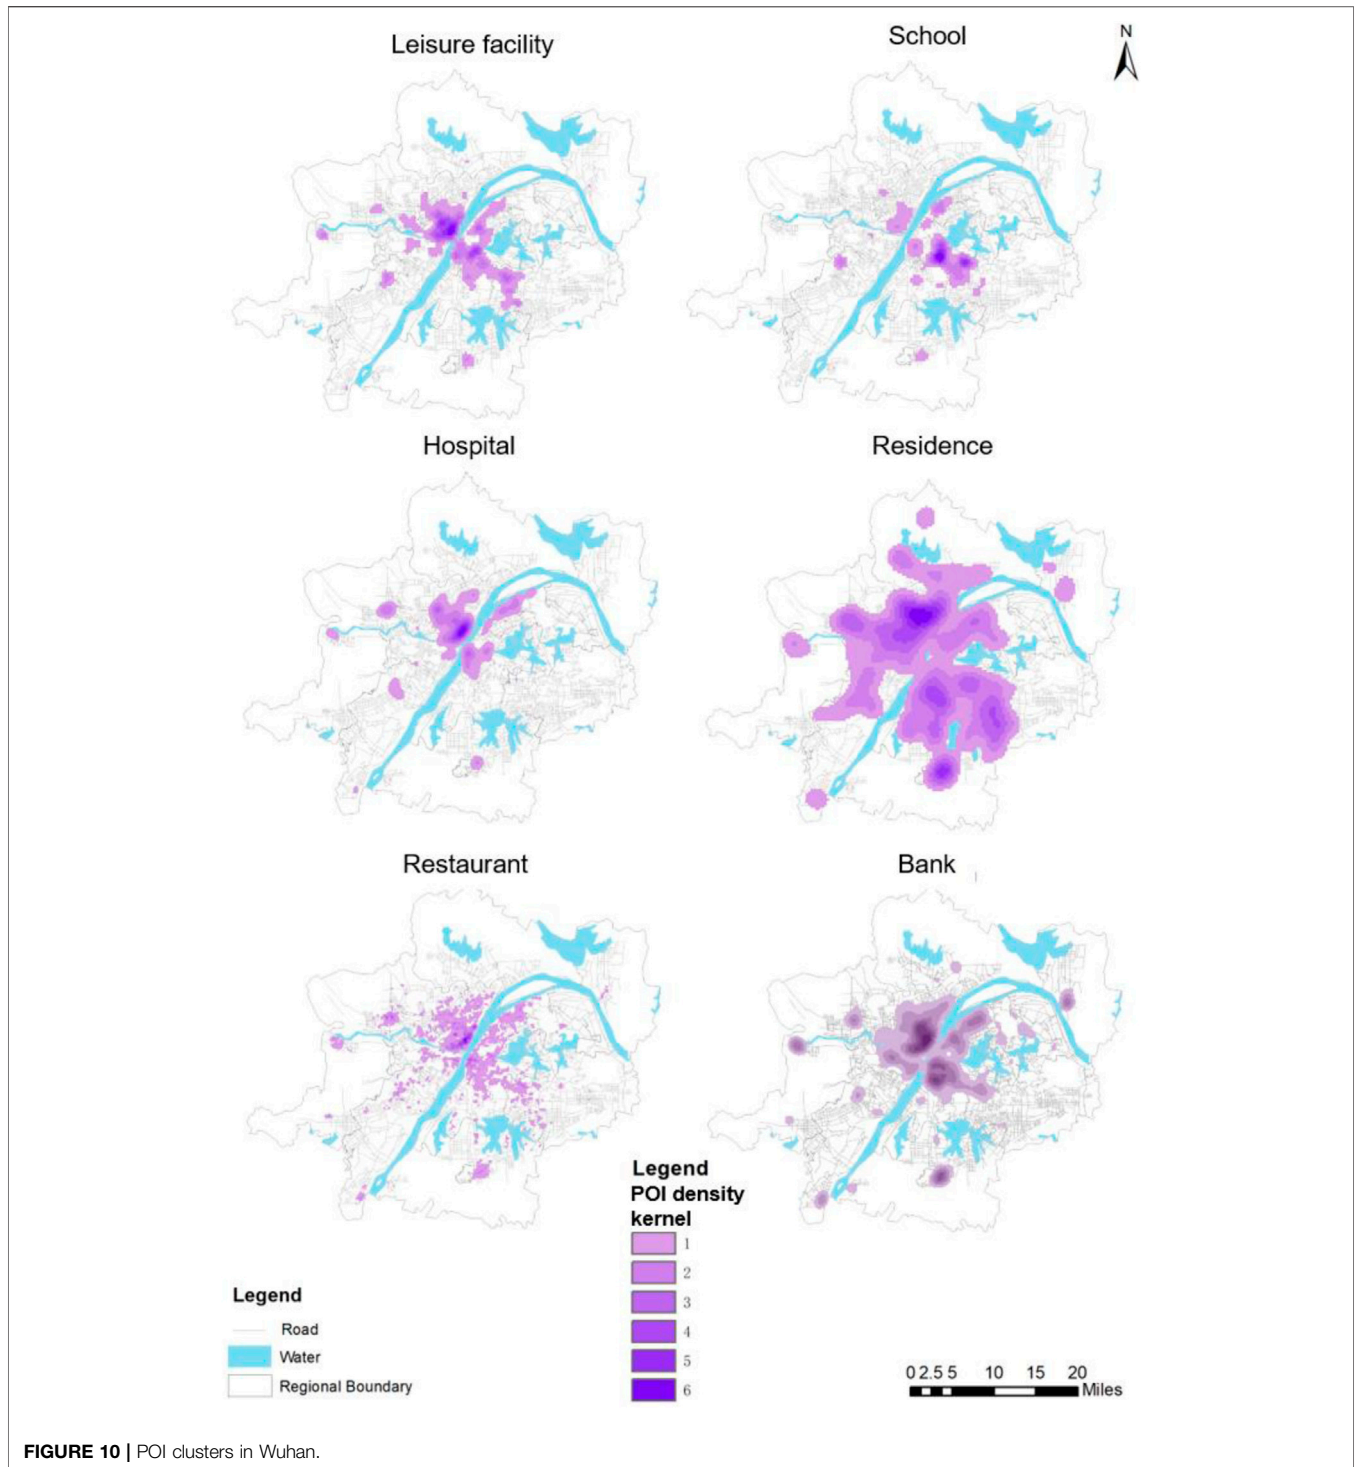 Leisure facility
School
N
Hospital
Residence
Restaurant
Bank
Legend
POI density
kernel
1
2
3
4
5
6
Legend
Road
Water
Regional Boundary
0 2.5 5 10 15 20
Miles
FIGURE 10 | POI clusters in Wuhan.